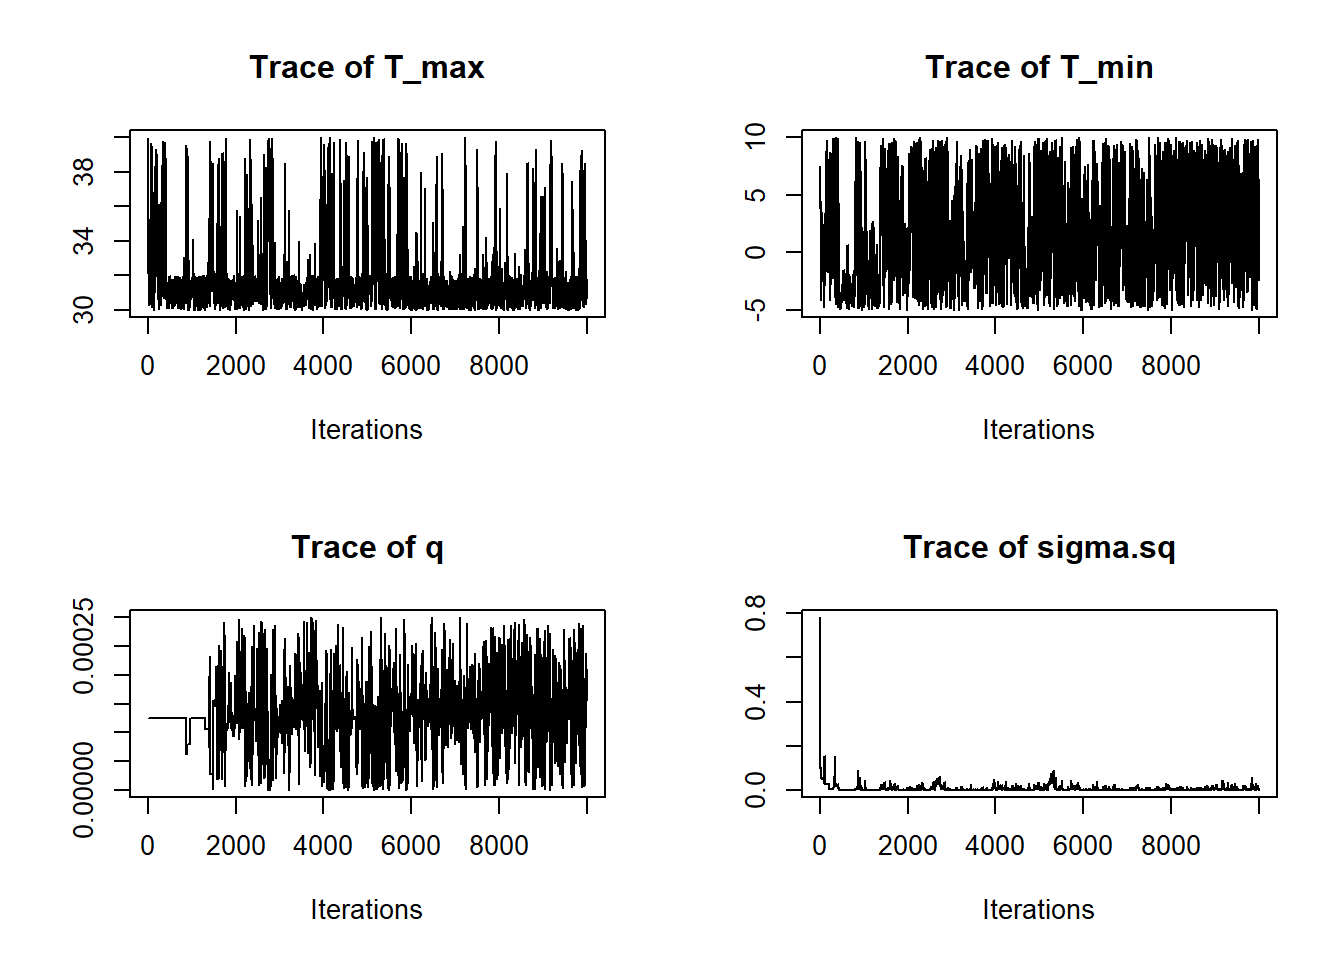 Trace of T_max
30 34 38
0 2000 4000 6000 8000
Iterations
Trace of T_min
-5 0 5 10
0 2000 4000 6000 8000
Iterations
Trace of q
0.00000 0.00025
0 2000 4000 6000 8000
Iterations
Trace of sigma.sq
0.0 0.4 0.8
0 2000 4000 6000 8000
Iterations